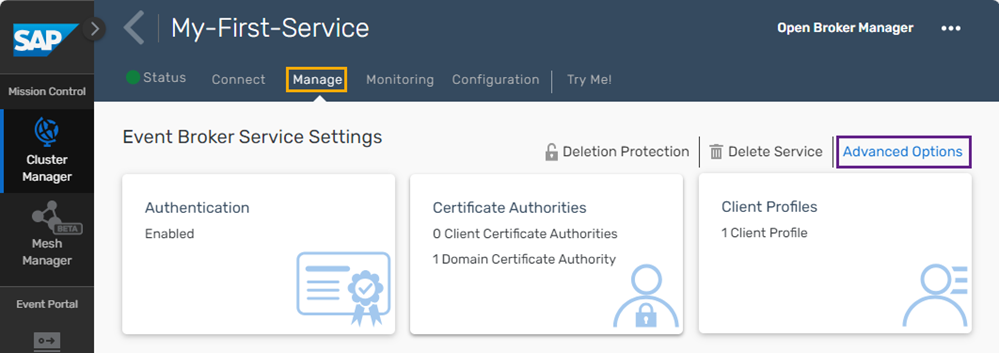 SAP
My-First-Service
Open Broker Manager
Status
Connect
Manage
Monitoring
Configuration
Try Me!
Mission Control
Cluster
Manager
BETA
Mesh
Manager
Event Portal
Event Broker Service Settings
Deletion Protection
Delete Service
Advanced Options
Authentication
Enabled
Certificate Authorities
0 Client Certificate Authorities
1 Domain Certificate Authority
Client Profiles
1 Client Profile